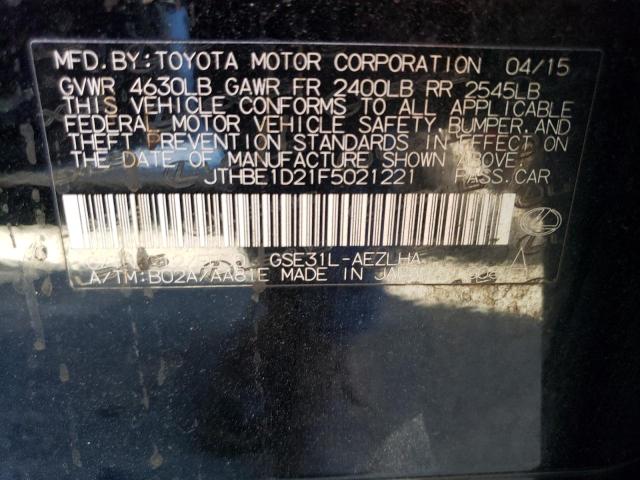 MFD. BY: TOYOTA MOTOR CORPORATION 04/15
GVWR 4630LB GAWR FR 2400LB RR 2545LB
THIS VEHICLE CONFORMS TO ALL APPLICABLE
FEDERAL MOTOR VEHICLE SAFETY, BUMPER, AND
THEFT PREVENTION STANDARDS IN EFFECT ON
THE DATE OF MANUFACTURE SHOWN ABOVE.
JTHBE1D21F5021221 PASS. CAR
GSE31L-AEZLHA
A/TM: B02A/AA81E MADE IN JAPAN